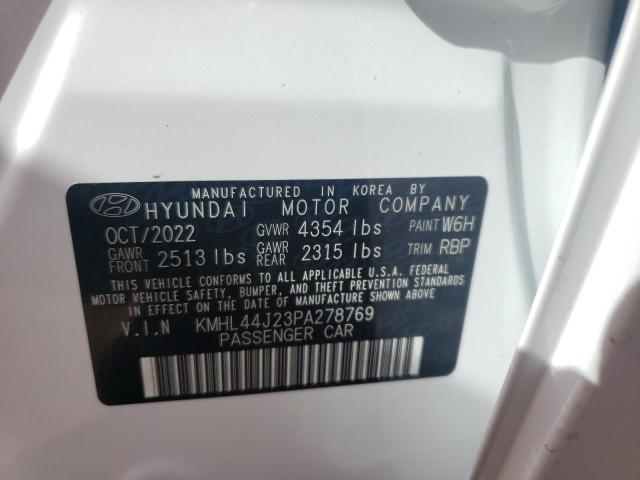 MANUFACTURED IN KOREA BY
HYUNDAI MOTOR COMPANY
OCT/2022 GVWR 4354 lbs PAINT W6H
GAWR FRONT 2513 lbs GAWR REAR 2315 lbs TRIM RBP
THIS VEHICLE CONFORMS TO ALL APPLICABLE U.S.A. FEDERAL
MOTOR VEHICLE SAFETY, BUMPER, AND THEFT PREVENTION
STANDARDS IN EFFECT ON THE DATE OF MANUFACTURE SHOWN ABOVE.
V.I.N KMHL44J23PA278769
PASSENGER CAR